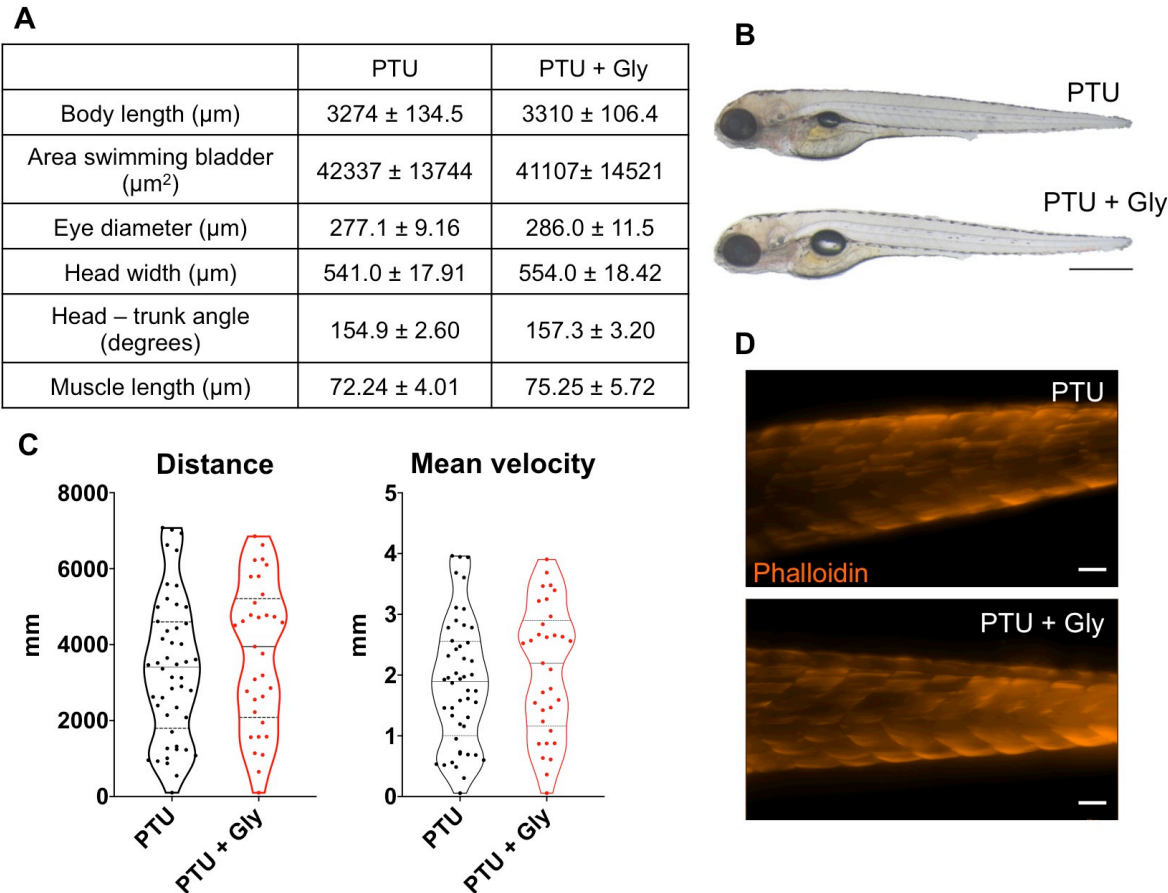 A
PTU PTU + Gly
Body length (µm) 3274 ± 134.5 3310 ± 106.4
Area swimming bladder
(µm²) 42337 ± 13744 41107± 14521
Eye diameter (µm) 277.1 ± 9.16 286.0 ± 11.5
Head width (µm) 541.0 ± 17.91 554.0 ± 18.42
Head – trunk angle
(degrees) 154.9 ± 2.60 157.3 ± 3.20
Muscle length (µm) 72.24 ± 4.01 75.25 ± 5.72
B
PTU
PTU + Gly
C
Distance
8000
6000
4000
2000
0
mm
PTU
PTU + Gly
Mean velocity
5
4
3
2
1
0
mm
PTU
PTU + Gly
D
PTU
Phalloidin
PTU + Gly